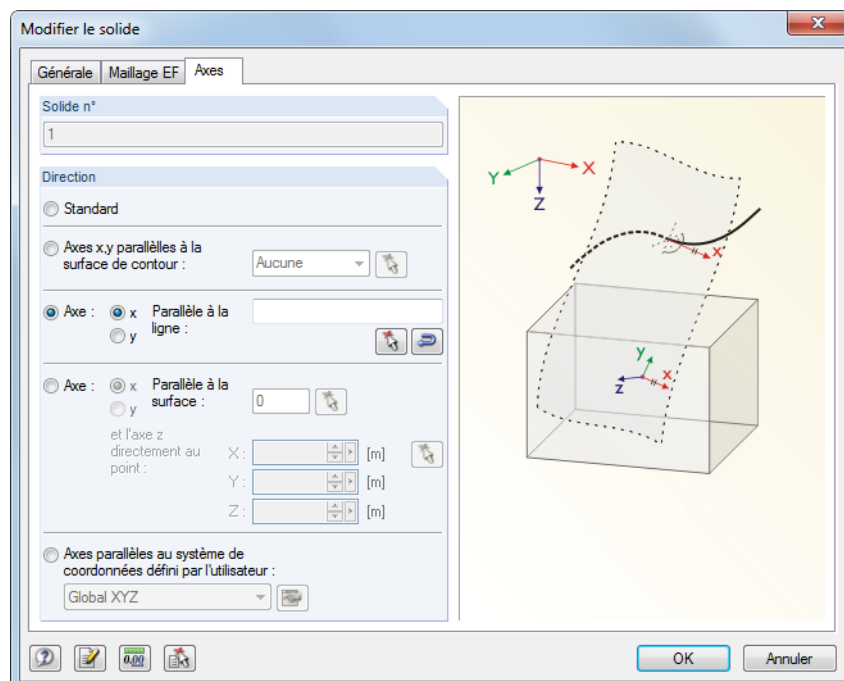 Modifier le solide
Générale
Maillage EF
Axes
Solide n°
1
Direction
Standard
Axes x,y parallèlles à la
surface de contour :
Aucune
Axe :
x
y
Parallèle à la
ligne :
Axe :
x
y
Parallèle à la
surface :
0
et l'axe z
directement au
point :
X :
[m]
Y :
[m]
Z :
[m]
Axes parallèles au système de
coordonnées défini par l'utilisateur :
Global XYZ
X
Y
Z
x
y
x
z
0.00
OK
Annuler